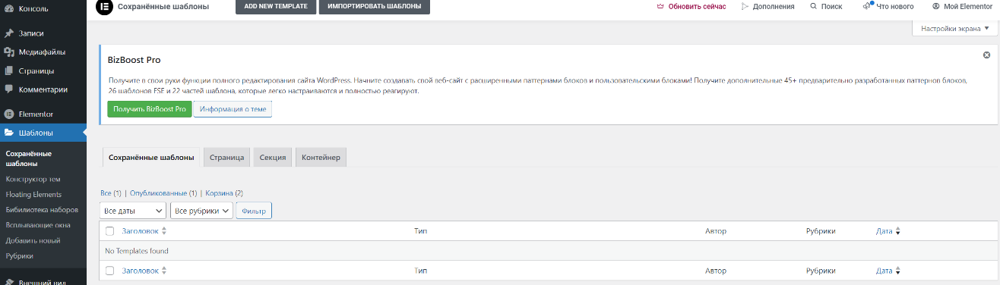 Консоль
Сохранённые шаблоны
ADD NEW TEMPLATE
ИМПОРТИРОВАТЬ ШАБЛОНЫ
Обновить сейчас
Дополнения
Поиск
Что нового
Мой Elementor
Записи
Медиафайлы
Страницы
Комментарии
Elementor
Шаблоны
Сохранённые
шаблоны
Конструктор тем
Floating Elements
Бибилиотека наборов
Всплывающие окна
Добавить новый
Рубрики
Внешний вид
Настройки экрана
BizBoost Pro
Получите в свои руки функции полного редактирования сайта WordPress. Начните создавать свой веб-сайт с расширенными паттернами блоков и пользовательскими блоками! Получите дополнительные 45+ предварительно разработанных паттернов блоков,
26 шаблонов FSE и 22 частей шаблона, которые легко настраиваются и полностью реагируют.
Получить BizBoost Pro
Информация о теме
Сохранённые шаблоны
Страница
Секция
Контейнер
Все (1) | Опубликованные (1) | Корзина (2)
Все даты
Все рубрики
Фильтр
Заголовок
Тип
Автор
Рубрики
Дата
No Templates found
Заголовок
Тип
Автор
Рубрики
Дата